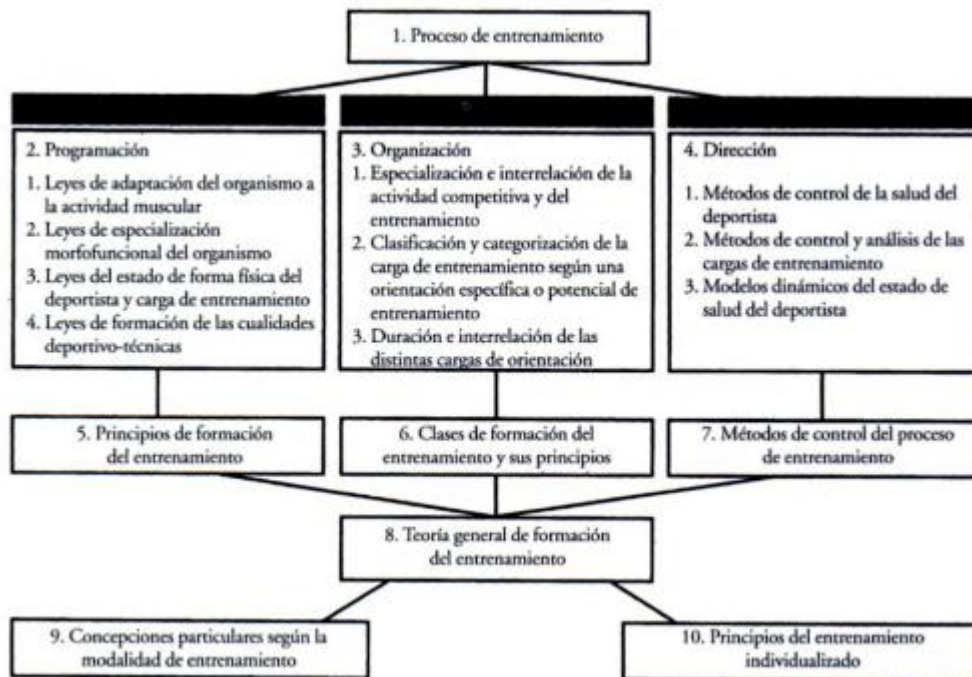 1. Proceso de entrenamiento
2. Programación
1. Leyes de adaptación del organismo a
la actividad muscular
2. Leyes de especialización
morfofuncional del organismo
3. Leyes del estado de forma física del
deportista y carga de entrenamiento
4. Leyes de formación de las cualidades
deportivo-técnicas
3. Organización
1. Especialización e interrelación de la
actividad competitiva y del
entrenamiento
2. Clasificación y categorización de la
carga de entrenamiento según una
orientación específica o potencial de
entrenamiento
3. Duración e interrelación de las
distintas cargas de orientación
4. Dirección
1. Métodos de control de la salud del
deportista
2. Métodos de control y análisis de las
cargas de entrenamiento
3. Modelos dinámicos del estado de
salud del deportista
5. Principios de formación
del entrenamiento
6. Clases de formación del
entrenamiento y sus principios
7. Métodos de control del proceso
de entrenamiento
8. Teoría general de formación
del entrenamiento
9. Concepciones particulares según la
modalidad de entrenamiento
10. Principios del entrenamiento
individualizado